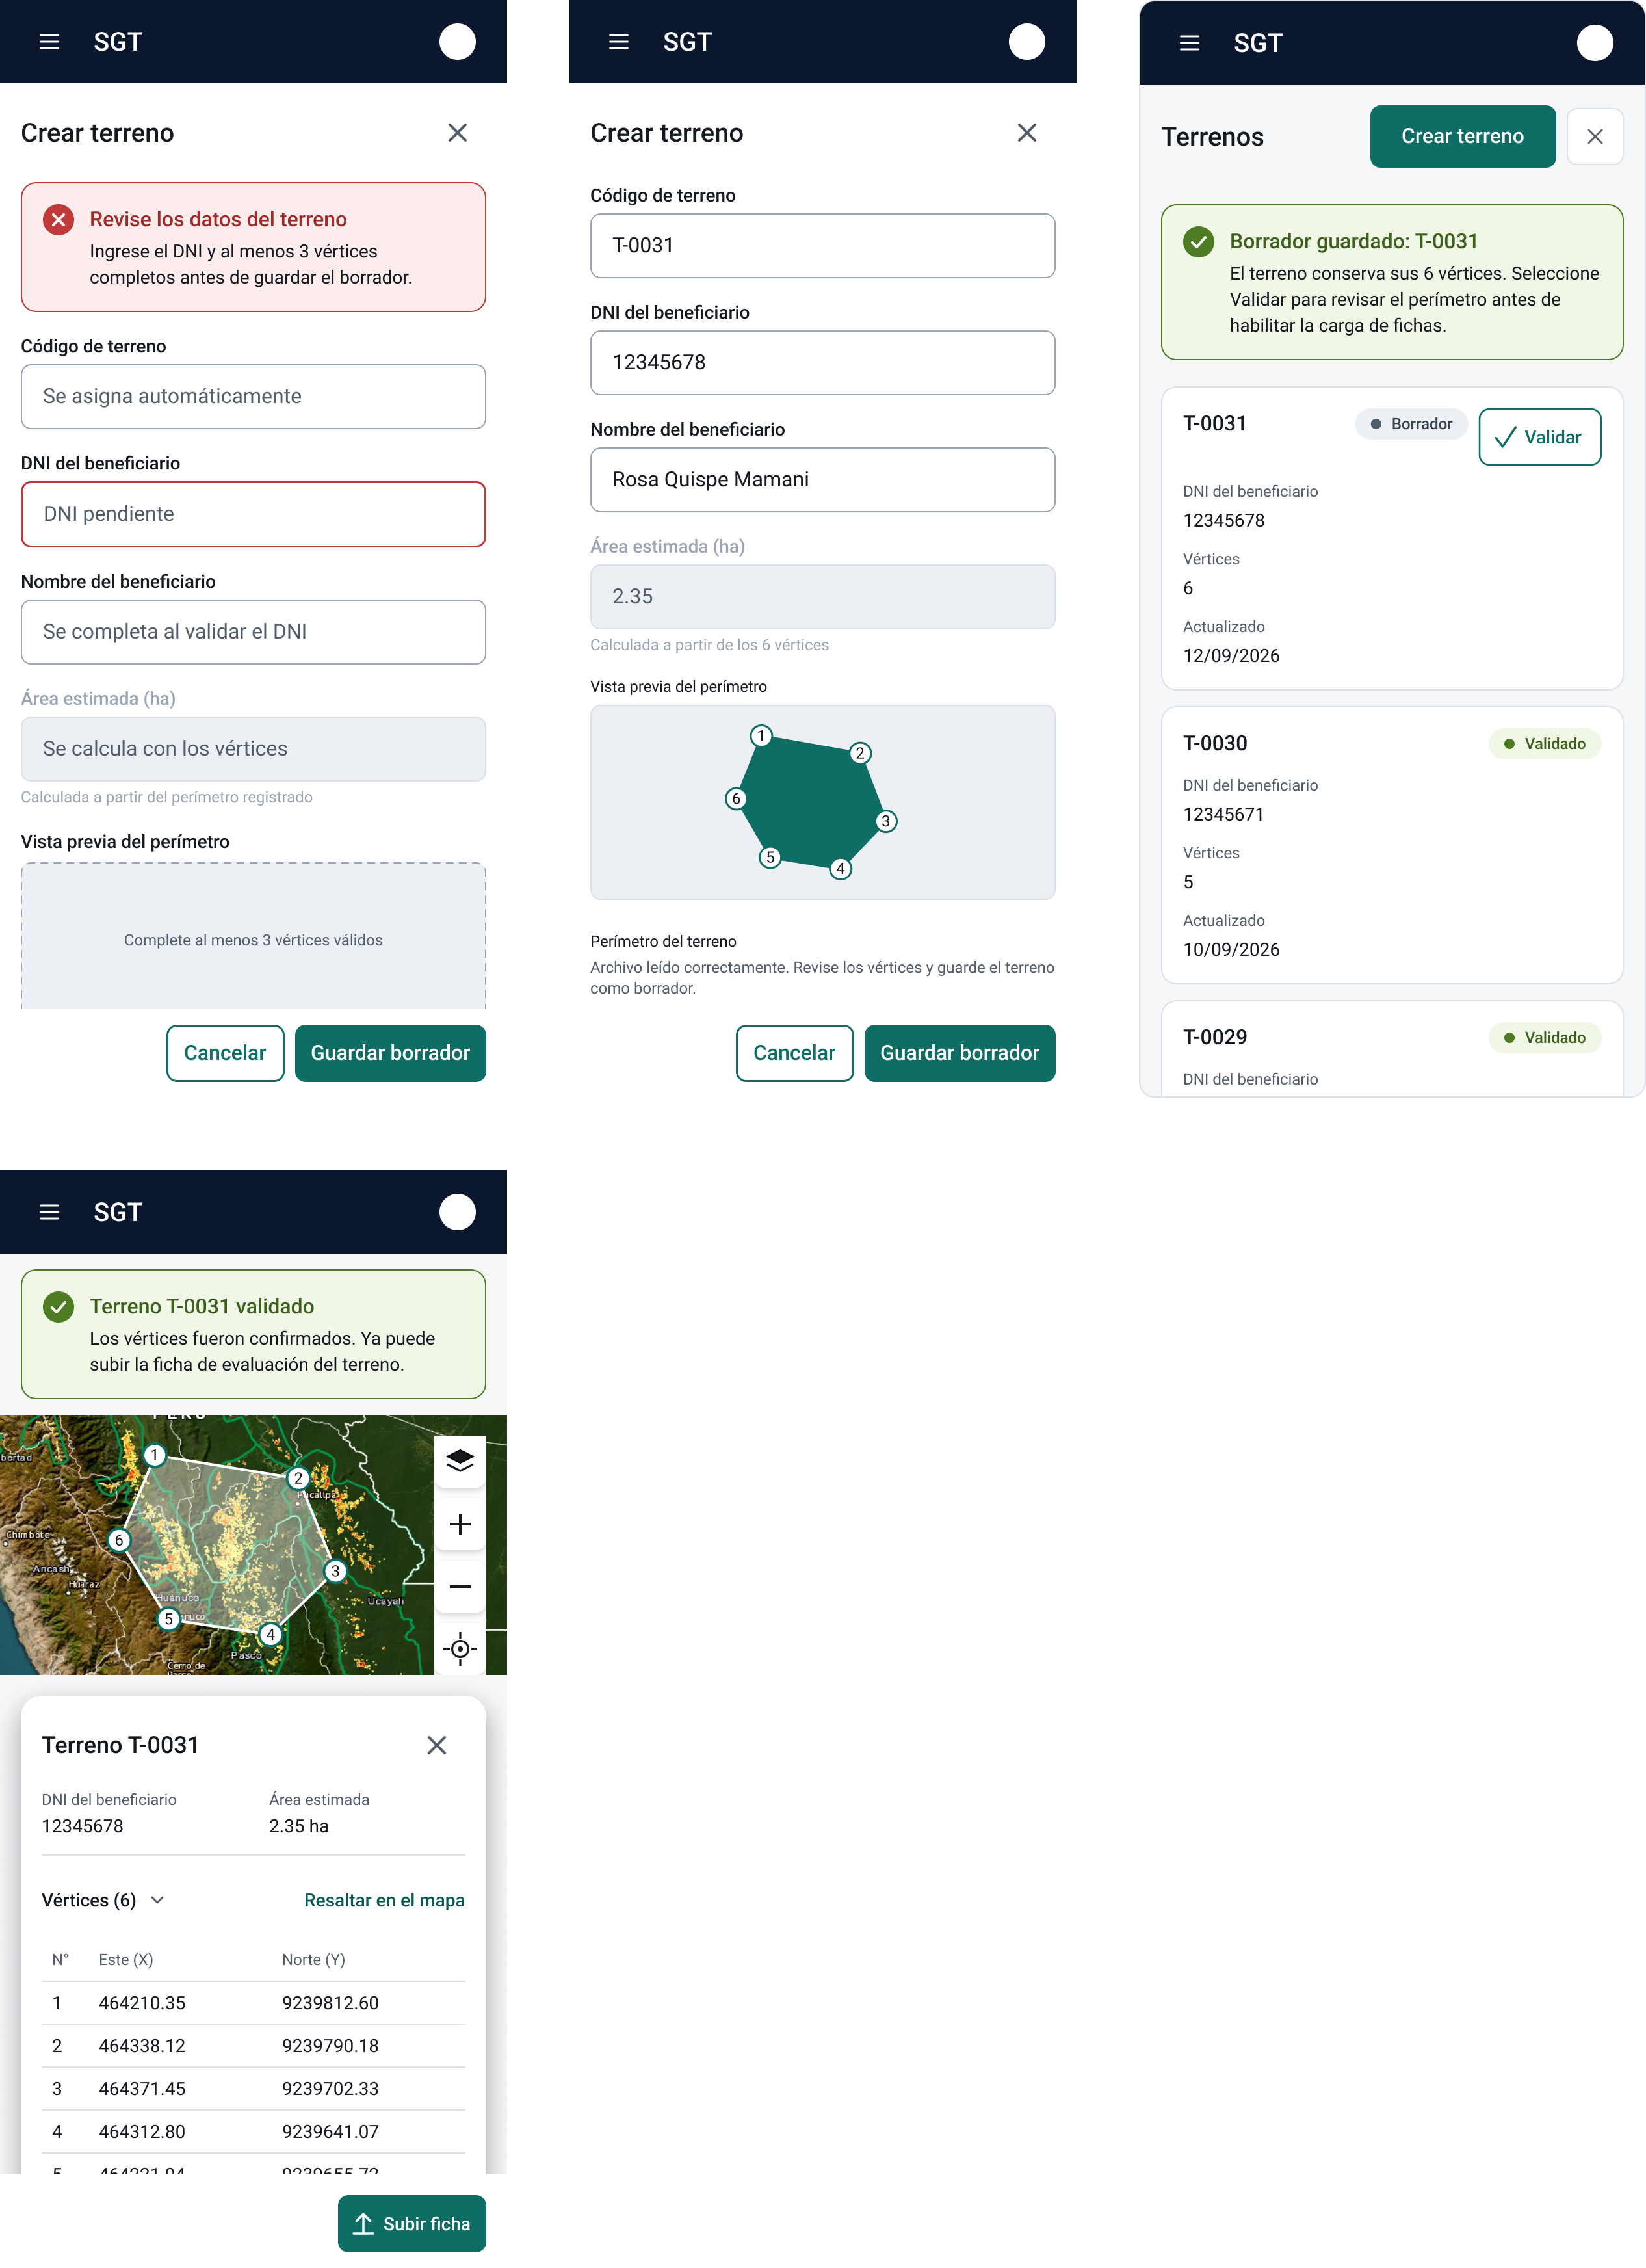 SGT
Crear terreno
Revise los datos del terreno
Ingrese el DNI y al menos 3 vértices
completos antes de guardar el borrador.
Código de terreno
Se asigna automáticamente
DNI del beneficiario
DNI pendiente
Nombre del beneficiario
Se completa al validar el DNI
Área estimada (ha)
Se calcula con los vértices
Calculada a partir del perímetro registrado
Vista previa del perímetro
Complete al menos 3 vértices válidos
Cancelar
Guardar borrador
SGT
Crear terreno
Código de terreno
T-0031
DNI del beneficiario
12345678
Nombre del beneficiario
Rosa Quispe Mamani
Área estimada (ha)
2.35
Calculada a partir de los 6 vértices
Vista previa del perímetro
1
2
3
4
5
6
Perímetro del terreno
Archivo leído correctamente. Revise los vértices y guarde el terreno
como borrador.
Cancelar
Guardar borrador
SGT
Terrenos
Crear terreno
Borrador guardado: T-0031
El terreno conserva sus 6 vértices. Seleccione
Validar para revisar el perímetro antes de
habilitar la carga de fichas.
T-0031
Borrador
Validar
DNI del beneficiario
12345678
Vértices
6
Actualizado
12/09/2026
T-0030
Validado
DNI del beneficiario
12345671
Vértices
5
Actualizado
10/09/2026
T-0029
Validado
DNI del beneficiario
SGT
Terreno T-0031 validado
Los vértices fueron confirmados. Ya puede
subir la ficha de evaluación del terreno.
1
2
3
4
5
6
Chimbote
Ancash
Huaraz
Huánuco
Ucayali
Pasco
Cerro de
Terreno T-0031
DNI del beneficiario
12345678
Área estimada
2.35 ha
Vértices (6)
Resaltar en el mapa
N° Este (X) Norte (Y)
1 464210.35 9239812.60
2 464338.12 9239790.18
3 464371.45 9239702.33
4 464312.80 9239641.07
Subir ficha